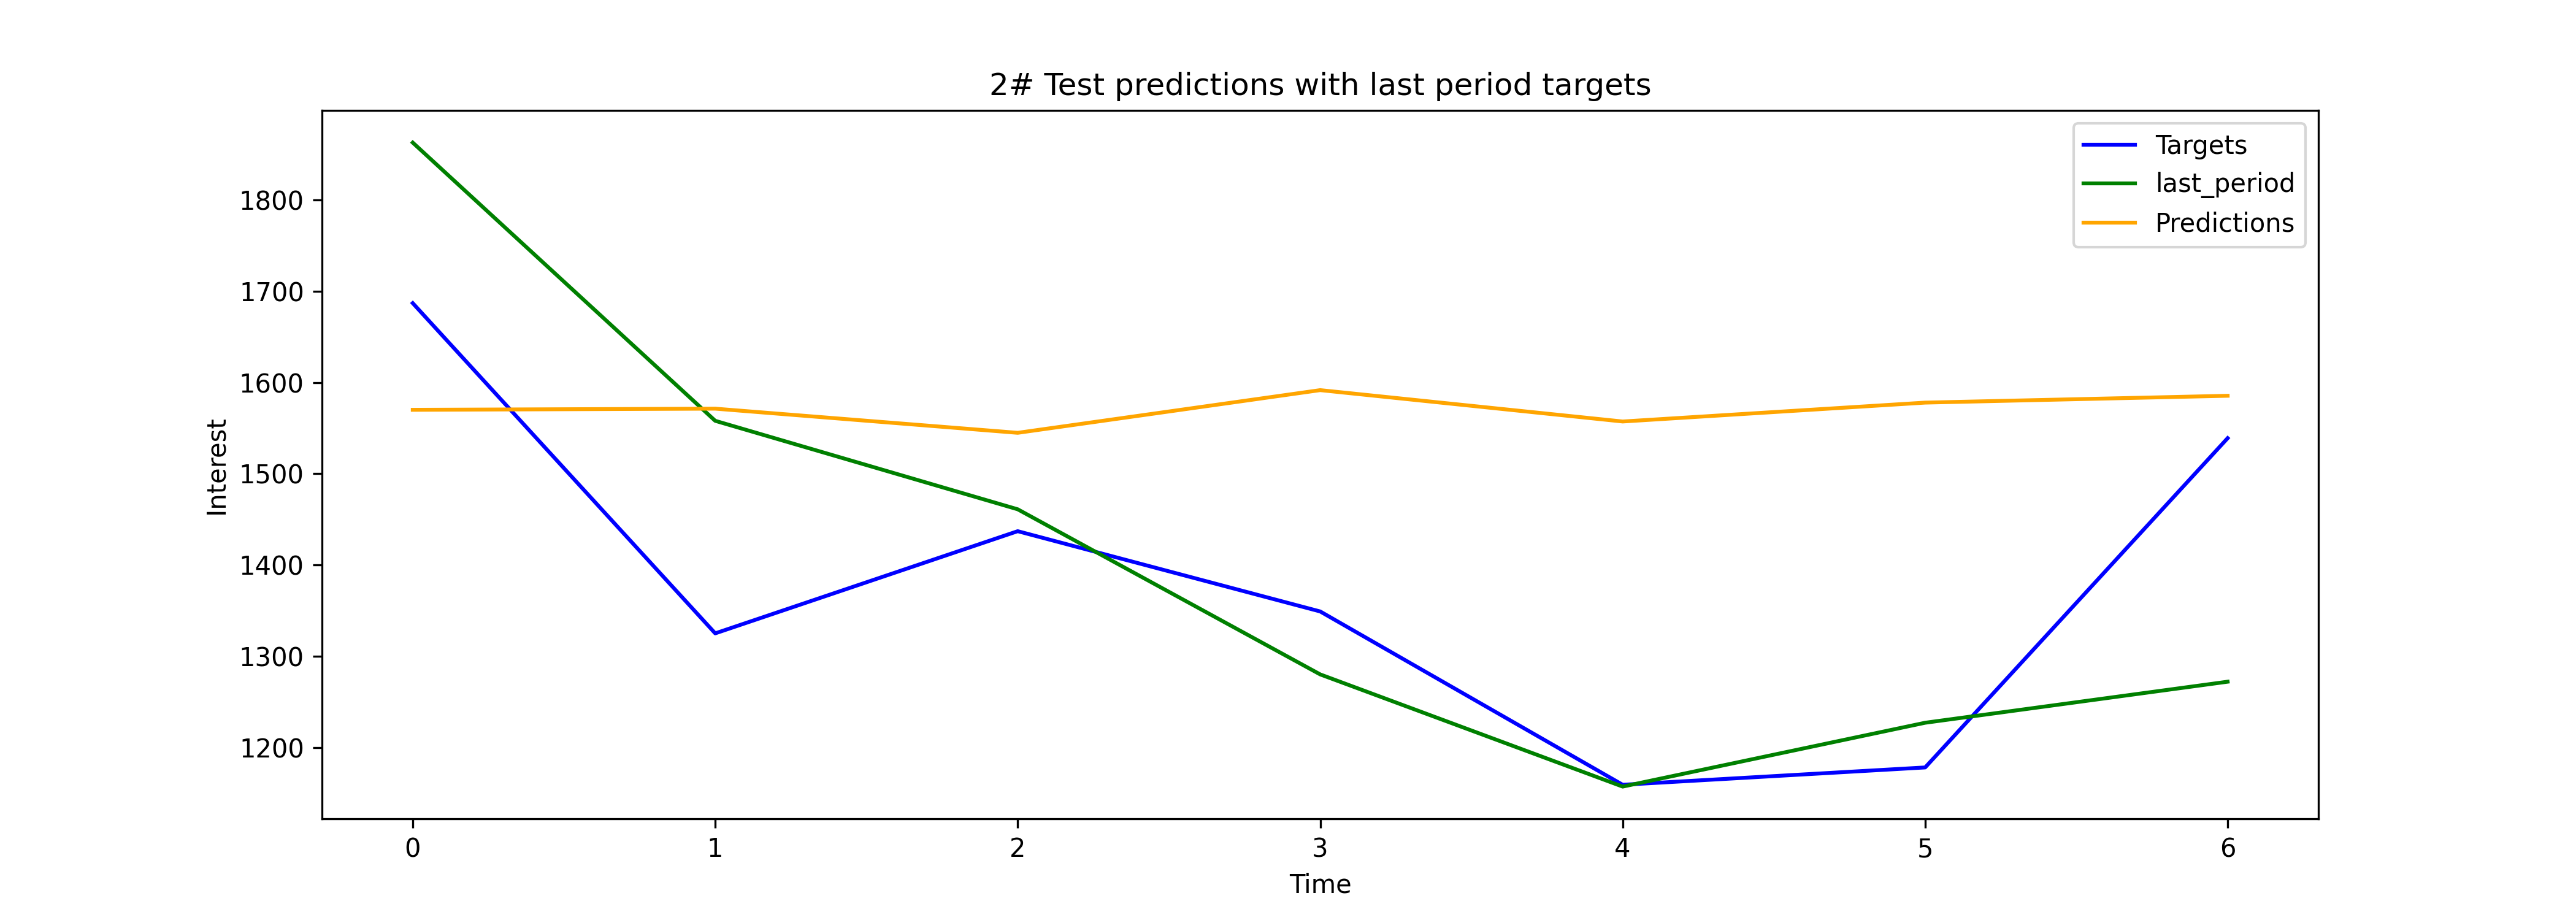 2# Test predictions with last period targets
Targets
last_period
Predictions
1800
1700
1600
1500
1400
1300
1200
Interest
0 1 2 3 4 5 6
Time